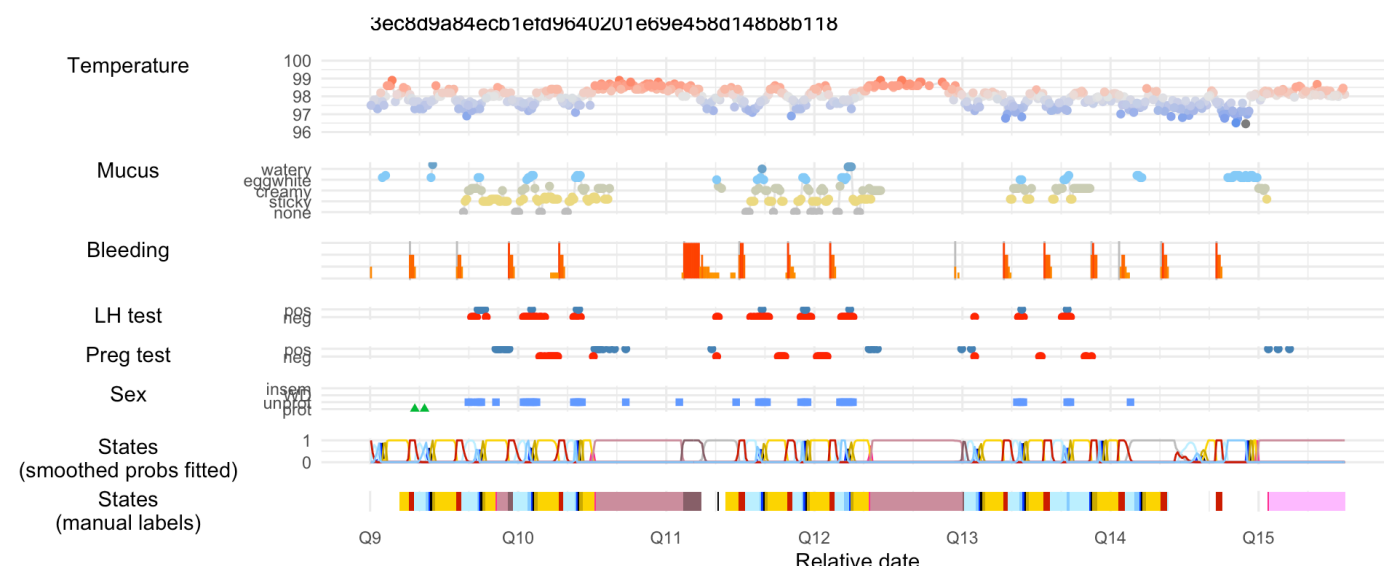 3ec8d9a84ecb1efd9640201e69e458d148b8b118
Temperature
100
99
98
97
96
Mucus
watery
eggwhite
creamy
sticky
none
Bleeding
LH test
pos
neg
Preg test
pos
neg
Sex
insem
WD
unprot
prot
States
(smoothed probs fitted)
1
0
States
(manual labels)
Q9 Q10 Q11 Q12 Q13 Q14 Q15
Relative date